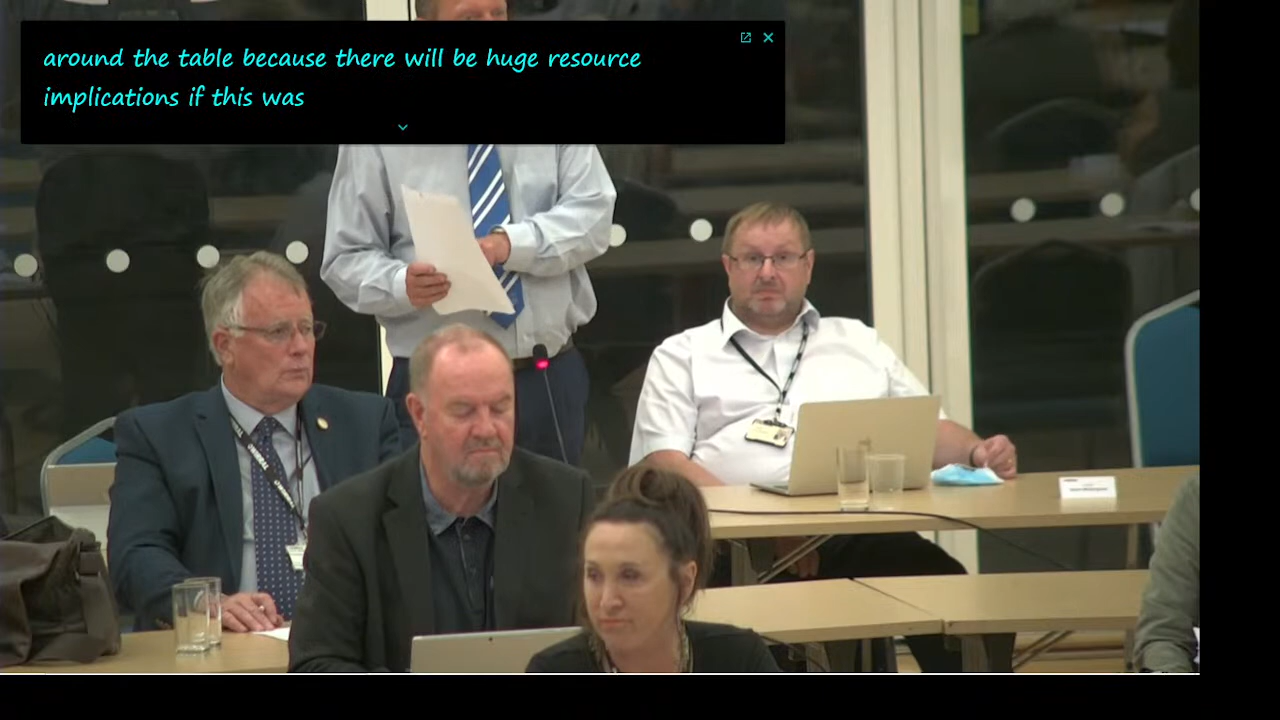 around the table because there will be huge resource
implications if this was